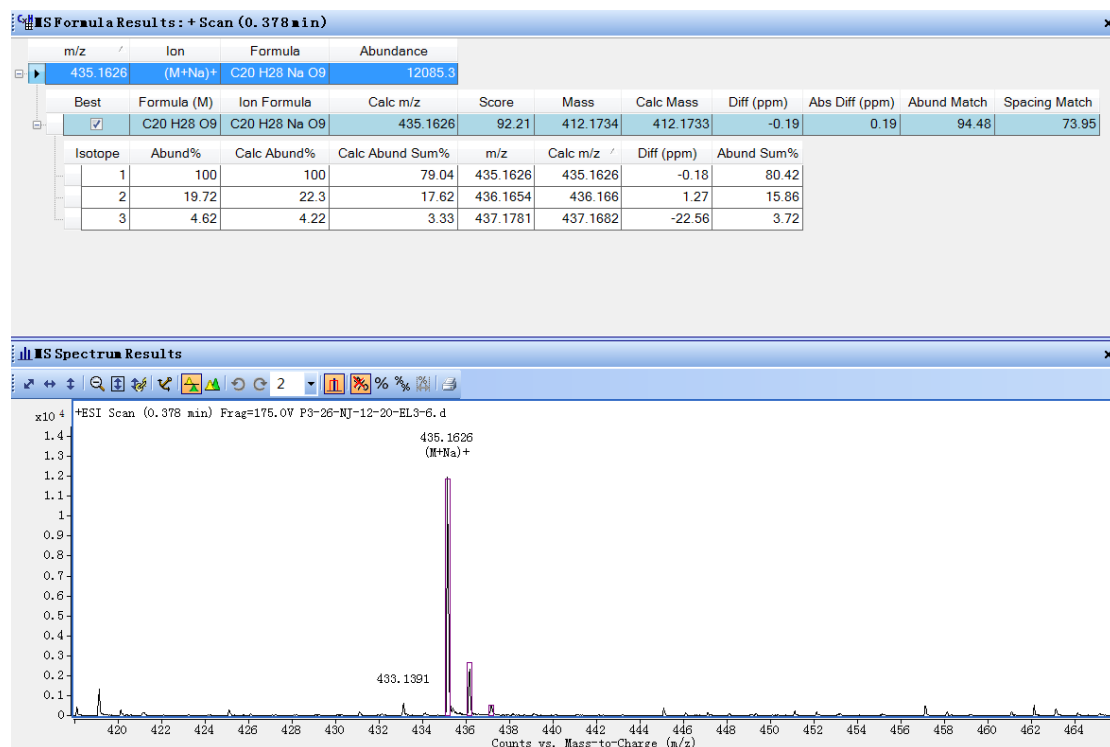 MS Formula Results: + Scan (0.378 min)
m/z Ion Formula Abundance
435.1626 (M+Na)+ C20 H28 Na O9 12085.3
Best Formula (M) Ion Formula Calc m/z Score Mass Calc Mass Diff (ppm) Abs Diff (ppm) Abund Match Spacing Match
C20 H28 O9 C20 H28 Na O9 435.1626 92.21 412.1734 412.1733 -0.19 0.19 94.48 73.95
Isotope Abund% Calc Abund% Calc Abund Sum% m/z Calc m/z Diff (ppm) Abund Sum%
1 100 100 79.04 435.1626 435.1626 -0.18 80.42
2 19.72 22.3 17.62 436.1654 436.166 1.27 15.86
3 4.62 4.22 3.33 437.1781 437.1682 -22.56 3.72
MS Spectrum Results
2 % %
x10 4 +ESI Scan (0.378 min) Frag=175.0V P3-26-NJ-12-20-EL3-6.d
435.1626
(M+Na)+
1.4
1.3
1.2
1.1
1
0.9
0.8
0.7
0.6
0.5
0.4
0.3
0.2
0.1
0
433.1391
420 422 424 426 428 430 432 434 436 438 440 442 444 446 448 450 452 454 456 458 460 462 464
Counts vs. Mass-to-Charge (m/z)